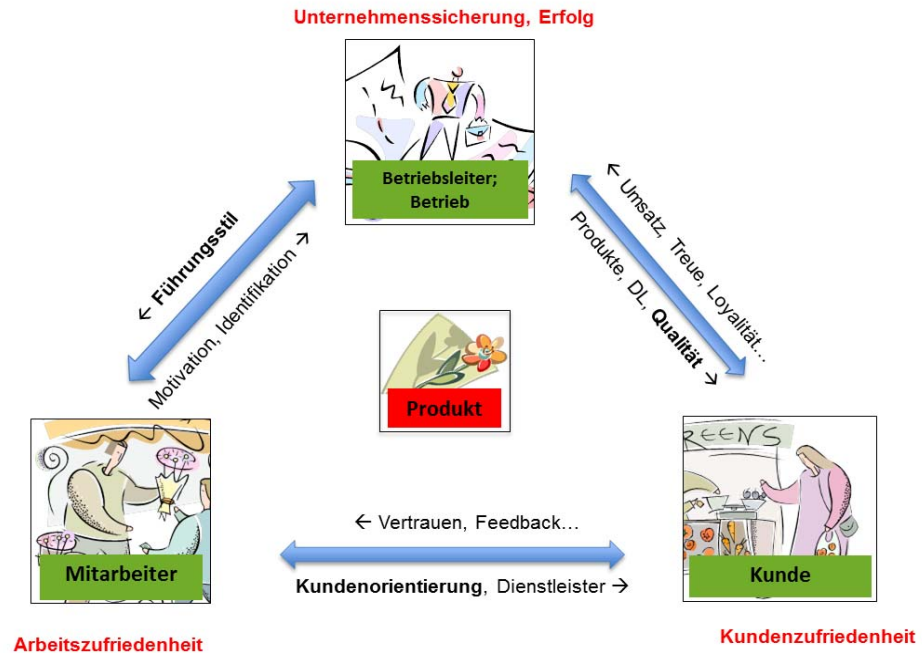 Unternehmenssicherung, Erfolg
Betriebsleiter;
Betrieb
← Führungsstil
Motivation, Identifikation →
← Umsatz, Treue, Loyalität…
Produkte, DL, Qualität →
Produkt
REENS
← Vertrauen, Feedback…
Mitarbeiter
Kundenorientierung, Dienstleister →
Kunde
Arbeitszufriedenheit
Kundenzufriedenheit